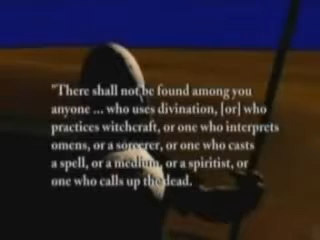 "There shall not be found among you
anyone ... who uses divination, [or] who
practices witchcraft, or one who interprets
omens, or a sorcerer, or one who casts
a spell, or a medium, or a spiritist, or
one who calls up the dead.